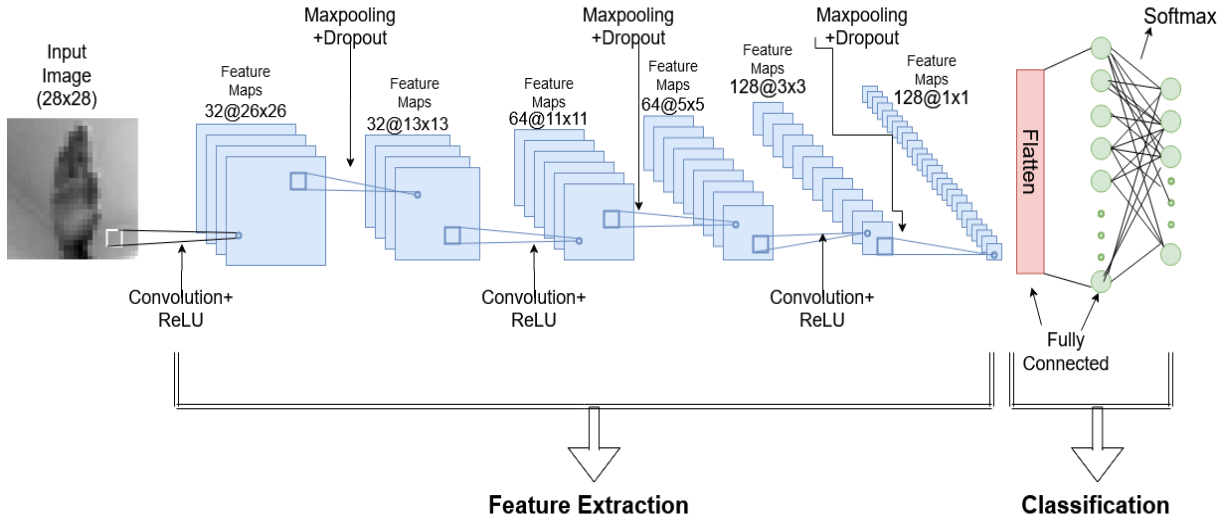 Input
Image
(28x28)
Feature
Maps
32@26x26
Maxpooling
+Dropout
Feature
Maps
32@13x13
Feature
Maps
64@11x11
Maxpooling
+Dropout
Feature
Maps
64@5x5
Feature
Maps
128@3x3
Maxpooling
+Dropout
Feature
Maps
128@1x1
Flatten
Softmax
Convolution+
ReLU
Convolution+
ReLU
Convolution+
ReLU
Fully
Connected
Feature Extraction
Classification